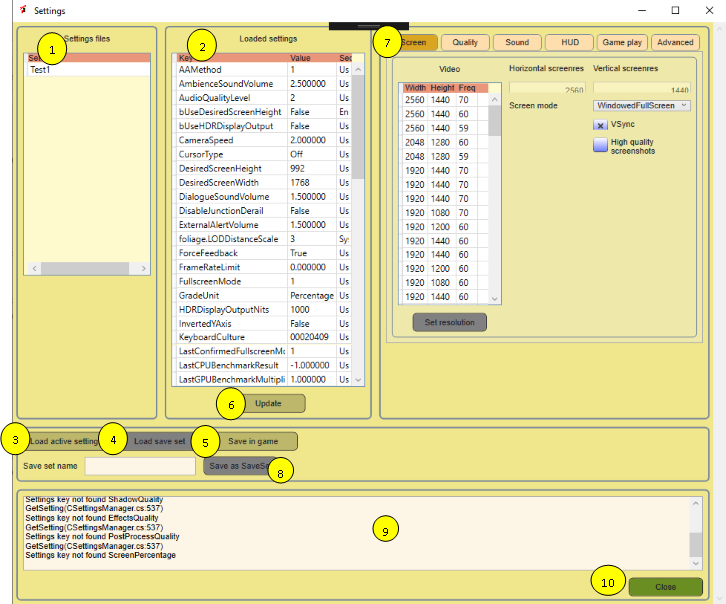 Settings
Settings files
1
Test1
Loaded settings
2
Value
AAMethod 1 Us
AmbienceSoundVolume 2.500000 Us
AudioQualityLevel 2 Us
bUseDesiredScreenHeight False En
bUseHDRDisplayOutput False Us
CameraSpeed 2.000000 Us
CursorType Off Us
DesiredScreenHeight 992 Us
DesiredScreenWidth 1768 Us
DialogueSoundVolume 1.500000 Us
DisableJunctionDerail False Us
ExternalAlertVolume 1.500000 Us
foliage.LODDistanceScale 3 Sy
ForceFeedback True Us
FrameRateLimit 0.000000 Us
FullscreenMode 1 Us
GradeUnit Percentage Us
HDRDisplayOutputNits 1000 Us
InvertedYAxis False Us
KeyboardCulture 00020409 Us
LastConfirmedFullscreenMo 1 Us
LastCPUBenchmarkResult -1.000000 Us
LastGPUBenchmarkMultipli 1.000000 Us
6 Update
7 Screen Quality Sound HUD Game play Advanced
Video
Width Height Freq
2560 1440 70
2560 1440 60
2560 1440 59
2048 1280 60
2048 1280 59
1920 1440 70
1920 1440 70
1920 1440 70
1920 1080 70
1920 1200 60
1920 1440 60
1920 1440 60
1920 1200 60
1920 1080 60
1920 1440 60
Set resolution
Horizontal screenres Vertical screenres
2560 1440
Screen mode WindowedFullScreen
VSync
High quality
screenshots
3 Load active setting 4 Load save set 5 Save in game
Save set name Save as SaveSe 8
Settings key not found ShadowQuality
GetSetting(CSettingsManager.cs:537)
Settings key not found EffectsQuality
GetSetting(CSettingsManager.cs:537)
Settings key not found PostProcessQuality
GetSetting(CSettingsManager.cs:537)
Settings key not found ScreenPercentage
9
10 Close